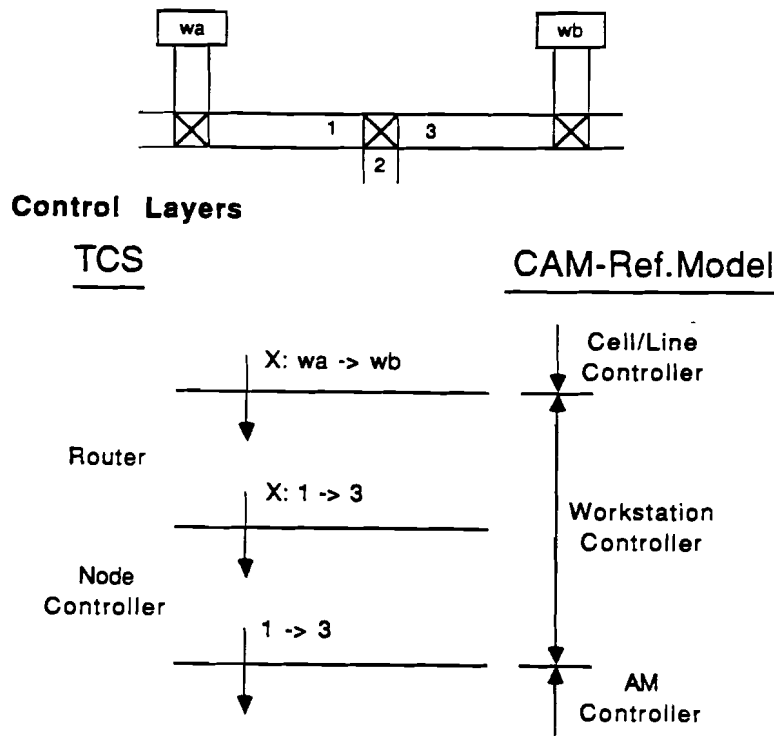 wa
wb
1
3
2
Control Layers
TCS
CAM-Ref.Model
X: wa -> wb
Cell/Line
Controller
Router
X: 1 -> 3
Workstation
Controller
Node
Controller
1 -> 3
AM
Controller